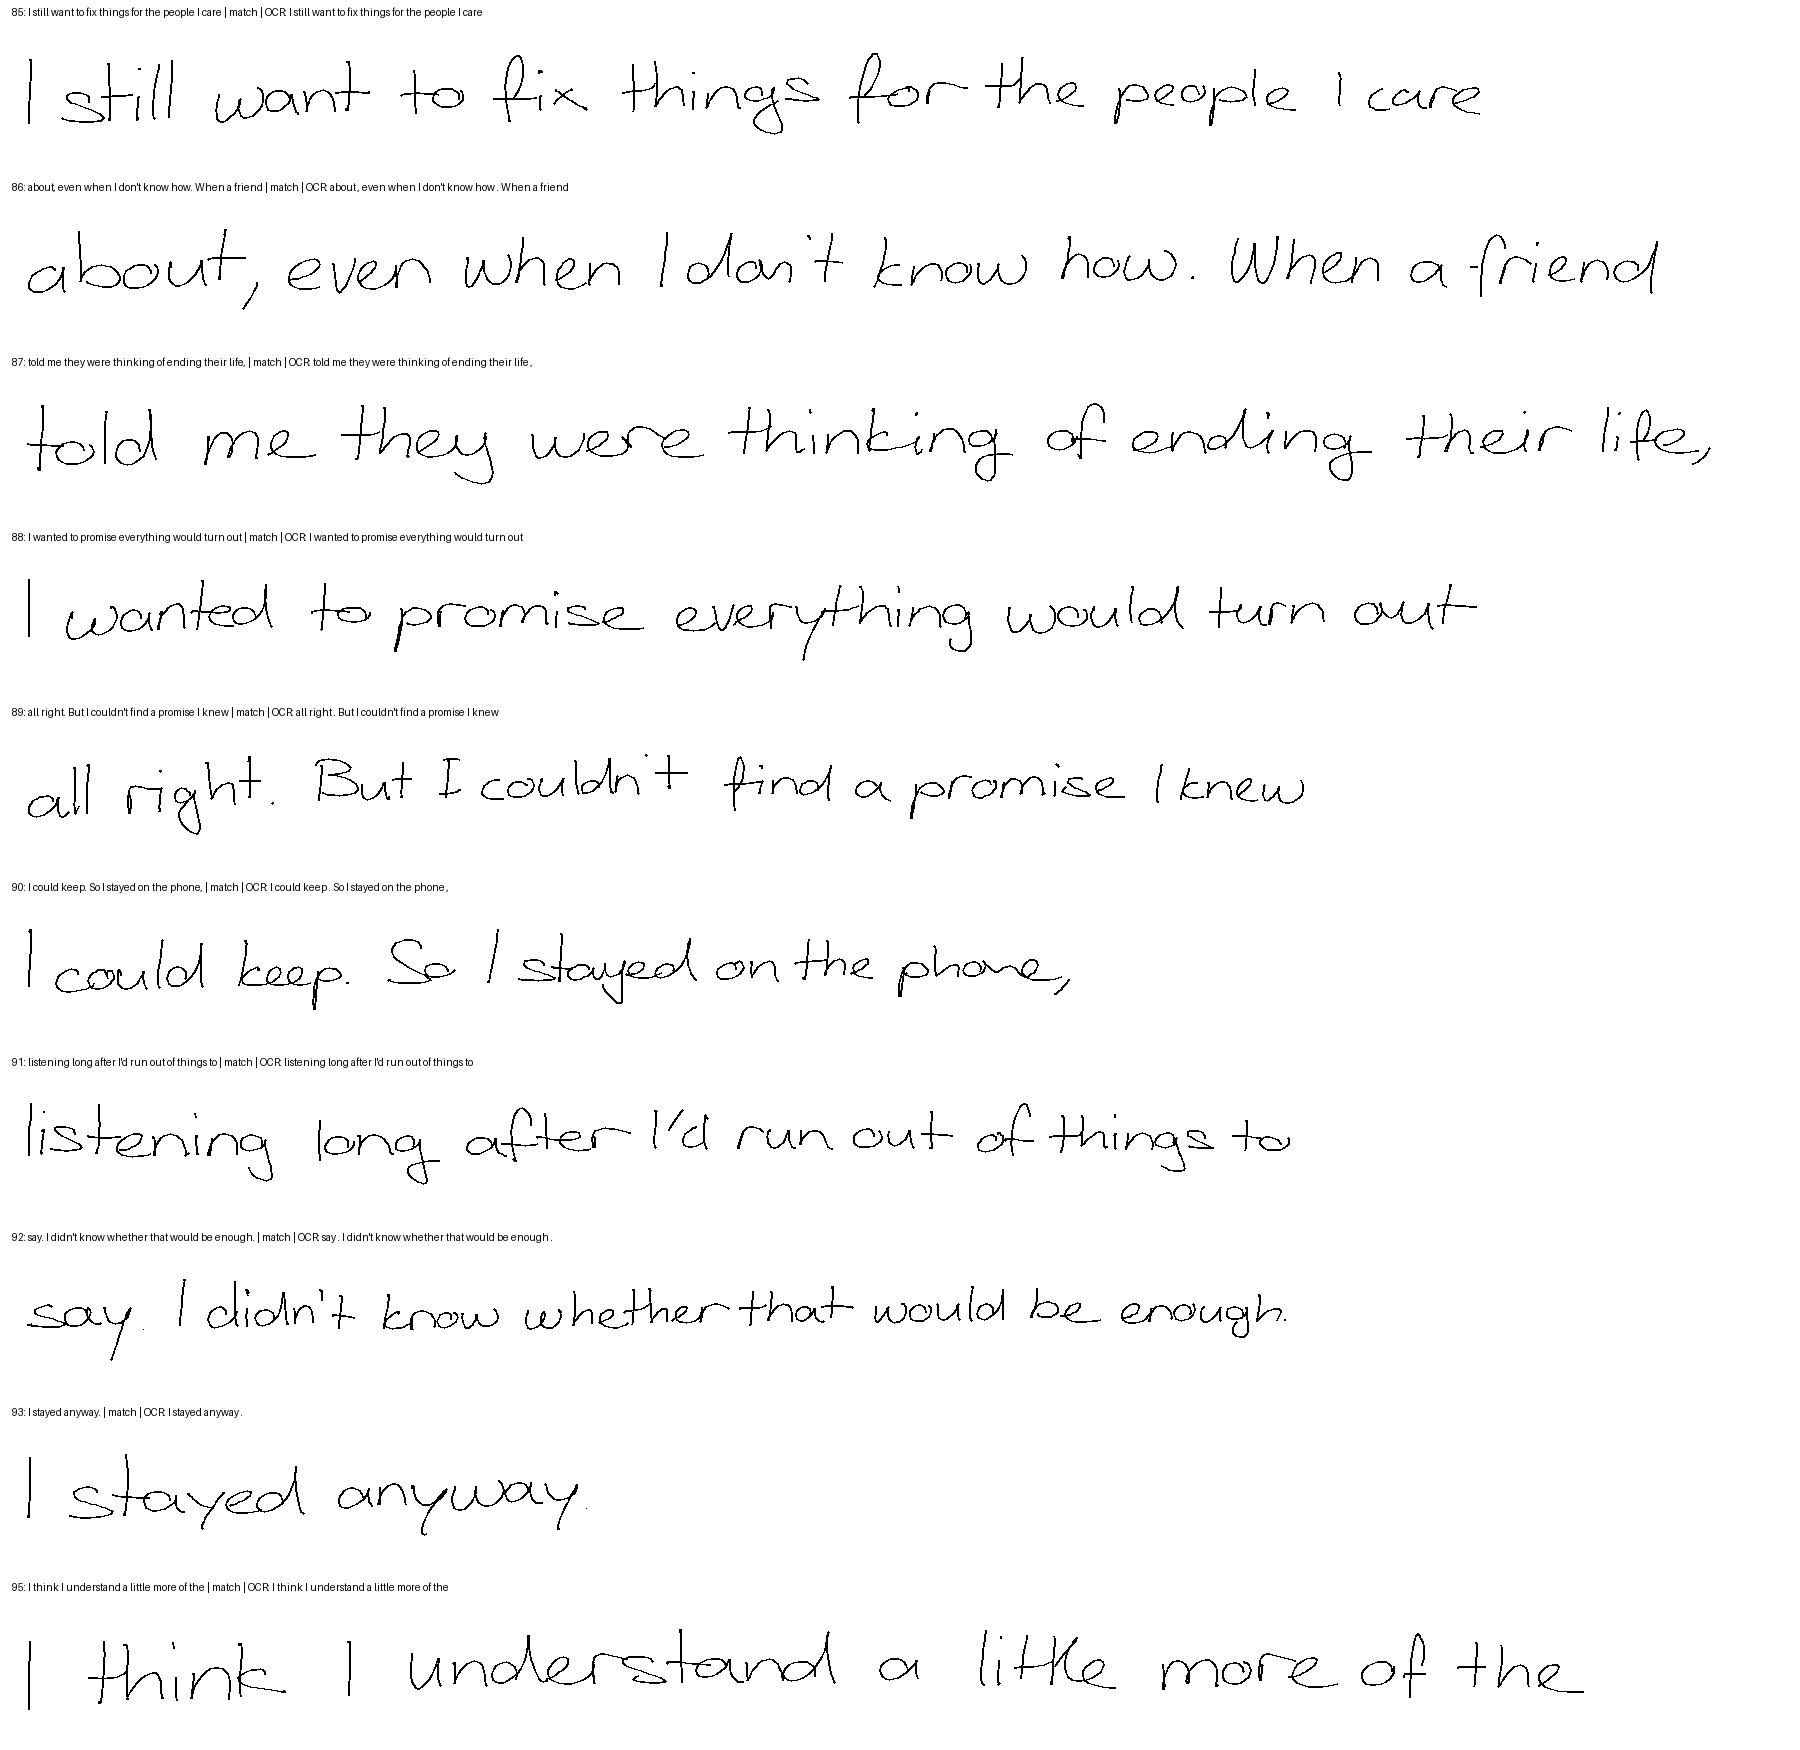 85: I still want to fix things for the people I care | match | OCR: I still want to fix things for the people I care
I still want to fix things for the people I care
86: about, even when I don't know how. When a friend | match | OCR: about, even when I don't know how. When a friend
about, even when I don't know how. When a friend
87: told me they were thinking of ending their life, | match | OCR: told me they were thinking of ending their life,
told me they were thinking of ending their life,
88: I wanted to promise everything would turn out | match | OCR: I wanted to promise everything would turn out
I wanted to promise everything would turn out
89: all right. But I couldn't find a promise I knew | match | OCR: all right. But I couldn't find a promise I knew
all right. But I couldn't find a promise I knew
90: I could keep. So I stayed on the phone, | match | OCR: I could keep. So I stayed on the phone,
I could keep. So I stayed on the phone,
91: listening long after I'd run out of things to | match | OCR: listening long after I'd run out of things to
listening long after I'd run out of things to
92: say. I didn't know whether that would be enough. | match | OCR: say. I didn't know whether that would be enough.
say. I didn't know whether that would be enough.
93: I stayed anyway. | match | OCR: I stayed anyway.
I stayed anyway.
95: I think I understand a little more of the | match | OCR: I think I understand a little more of the
I think I understand a little more of the